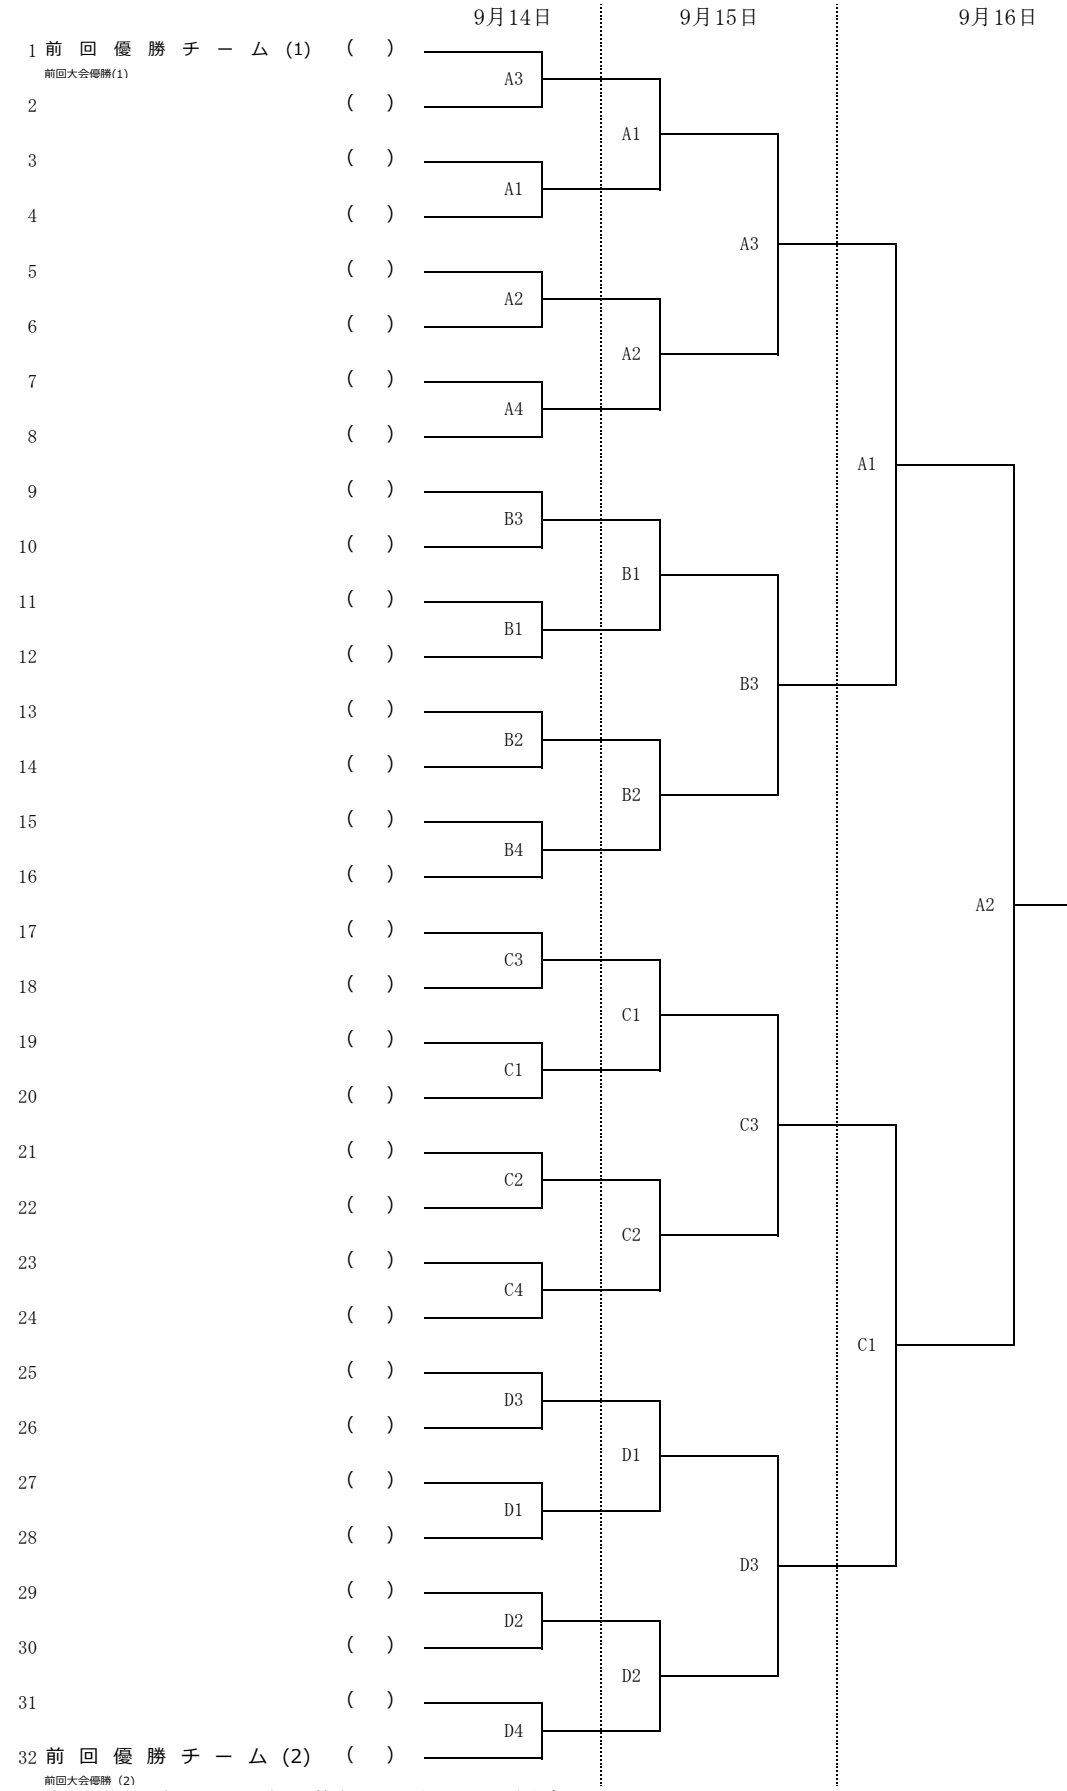 9月14日 9月15日 9月16日
1 前回優勝チーム(1) ( )
前回大会優勝(1)
A3
2 ( )
A1
3 ( )
A1
4 ( )
A3
5 ( )
A2
6 ( )
A2
7 ( )
A4
8 ( )
A1
9 ( )
B3
10 ( )
B1
11 ( )
B1
12 ( )
B3
13 ( )
B2
14 ( )
B2
15 ( )
B4
16 ( )
A2
17 ( )
C3
18 ( )
C1
19 ( )
C1
20 ( )
C3
21 ( )
C2
22 ( )
C2
23 ( )
C4
24 ( )
C1
25 ( )
D3
26 ( )
D1
27 ( )
D1
28 ( )
D3
29 ( )
D2
30 ( )
D2
31 ( )
D4
32 前回優勝チーム(2) ( )
前回大会優勝（2）